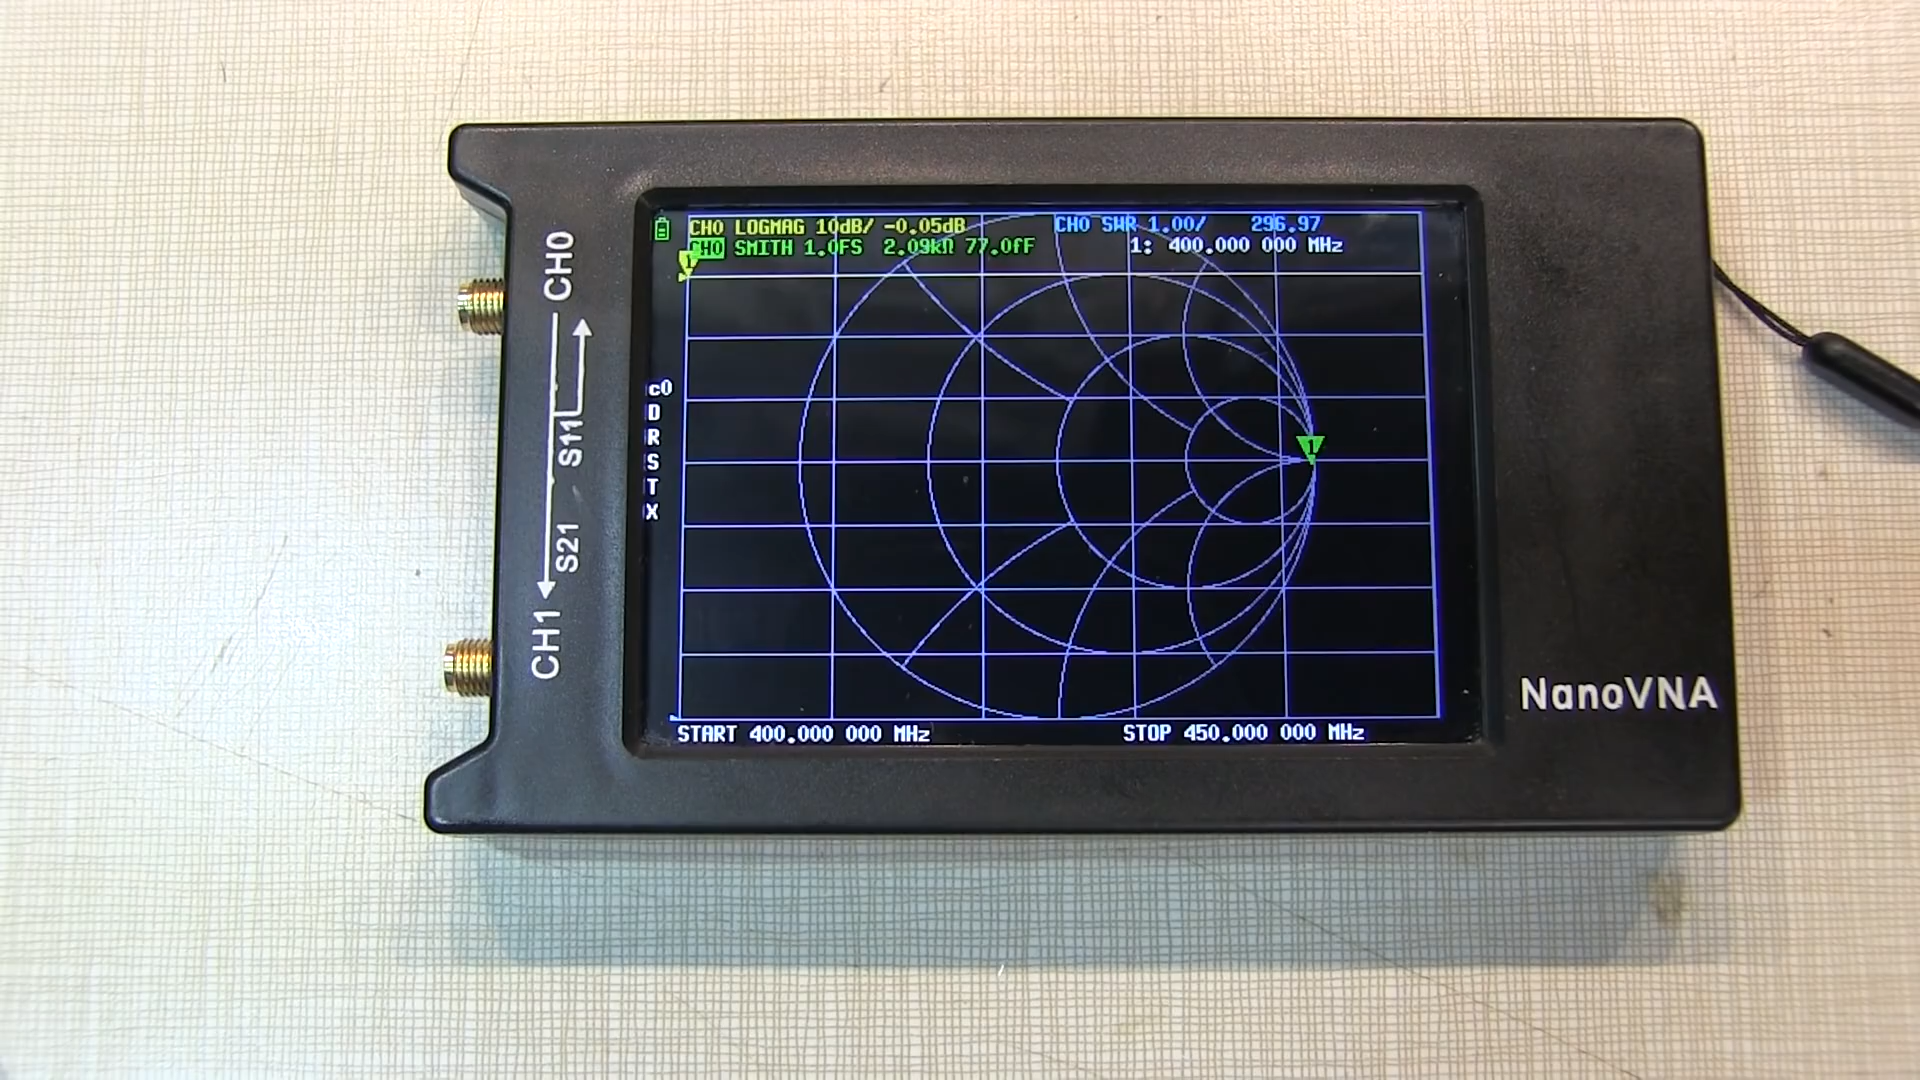 CH0 LOGMAG 10dB/ -0.05dB
CH0 SWR 1.00/ 296.97
CH0 SMITH 1.0FS 2.09kΩ 77.0fF
1: 400.000 000 MHz
1
1
c0
D
R
S
T
X
START 400.000 000 MHz
STOP 450.000 000 MHz
CH0
S11
S21
CH1
NanoVNA